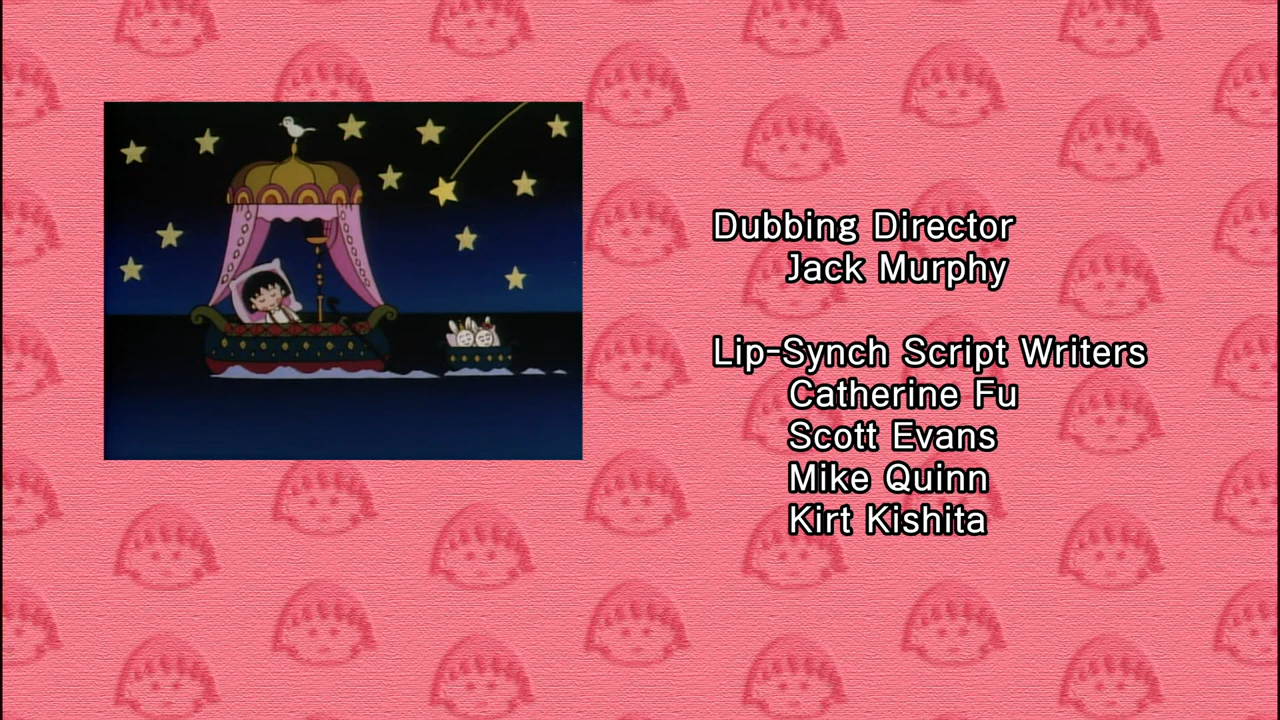 Dubbing Director
Jack Murphy
Lip-Synch Script Writers
Catherine Fu
Scott Evans
Mike Quinn
Kirt Kishita